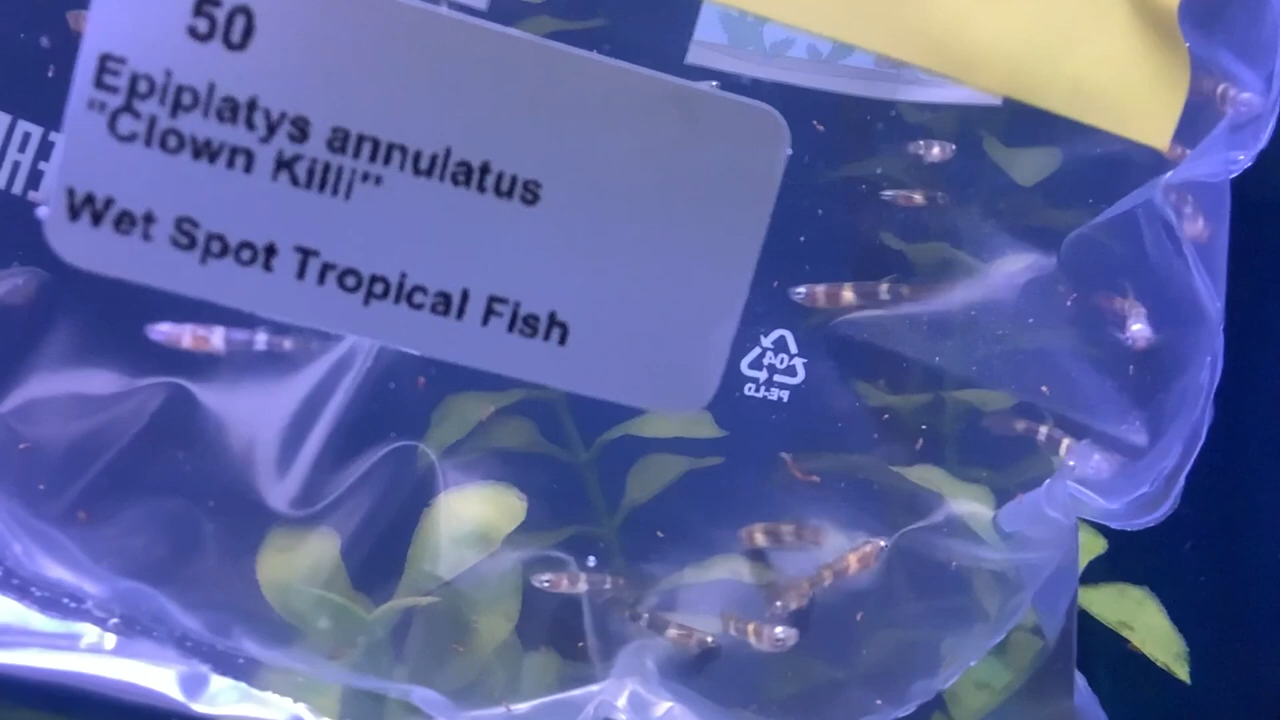 50
Epiplatys annulatus
"Clown Killi"
Wet Spot Tropical Fish
04
PE-LD